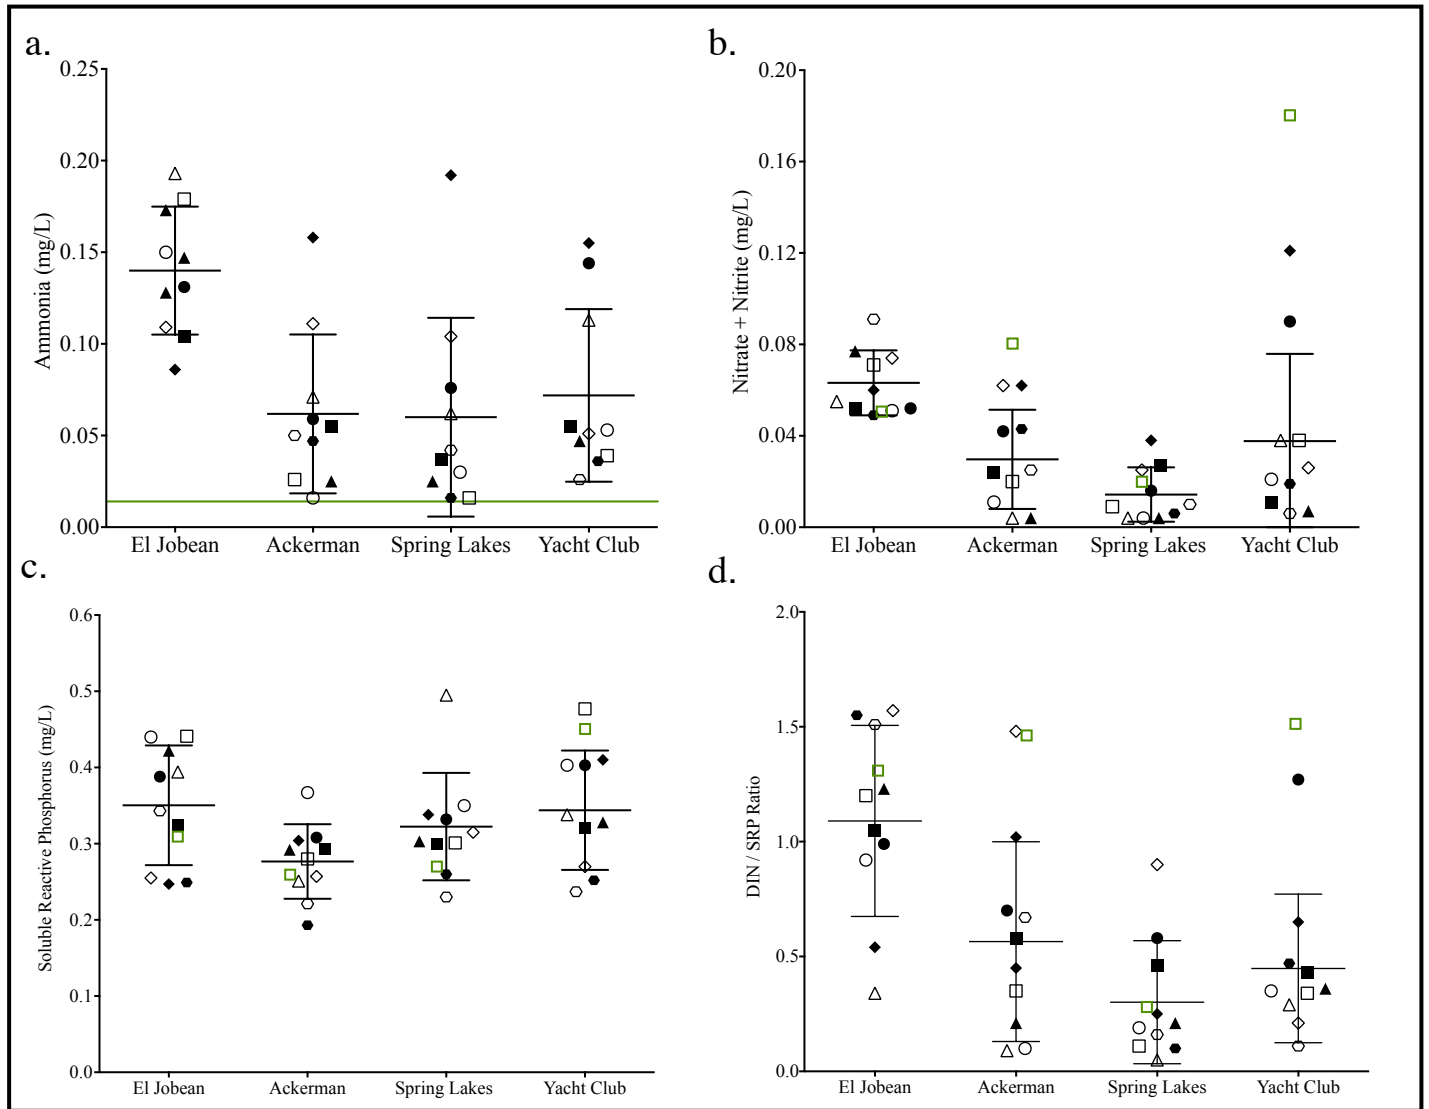 a.
Ammonia (mg/L)
0.25
0.20
0.15
0.10
0.05
0.00
El Jobean Ackerman Spring Lakes Yacht Club
b.
Nitrate + Nitrite (mg/L)
0.20
0.16
0.12
0.08
0.04
0.00
El Jobean Ackerman Spring Lakes Yacht Club
c.
Soluble Reactive Phosphorus (mg/L)
0.6
0.5
0.4
0.3
0.2
0.1
0.0
El Jobean Ackerman Spring Lakes Yacht Club
d.
DIN / SRP Ratio
2.0
1.5
1.0
0.5
0.0
El Jobean Ackerman Spring Lakes Yacht Club